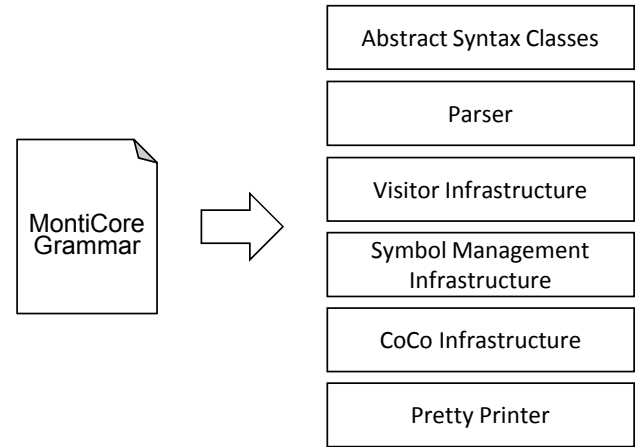 MontiCore
Grammar
Abstract Syntax Classes
Parser
Visitor Infrastructure
Symbol Management
Infrastructure
CoCo Infrastructure
Pretty Printer